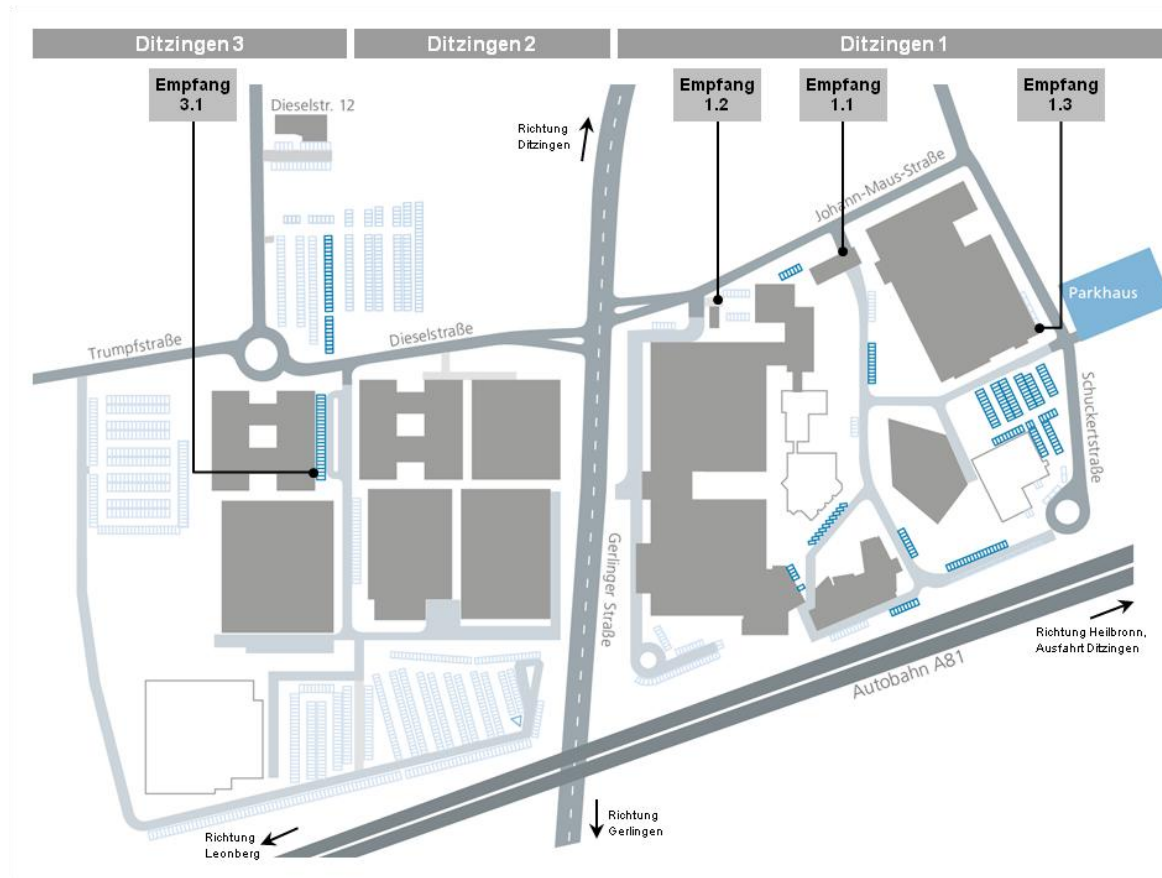 Ditzingen 3
Ditzingen 2
Ditzingen 1
Empfang
3.1
Dieselstr. 12
Richtung
Ditzingen
Empfang
1.2
Empfang
1.1
Empfang
1.3
Johann-Maus-Straße
Parkhaus
Trumpfstraße
Dieselstraße
Schuckertstraße
Gerlinger Straße
Richtung Heilbronn,
Ausfahrt Ditzingen
Autobahn A81
Richtung
Gerlingen
Richtung
Leonberg